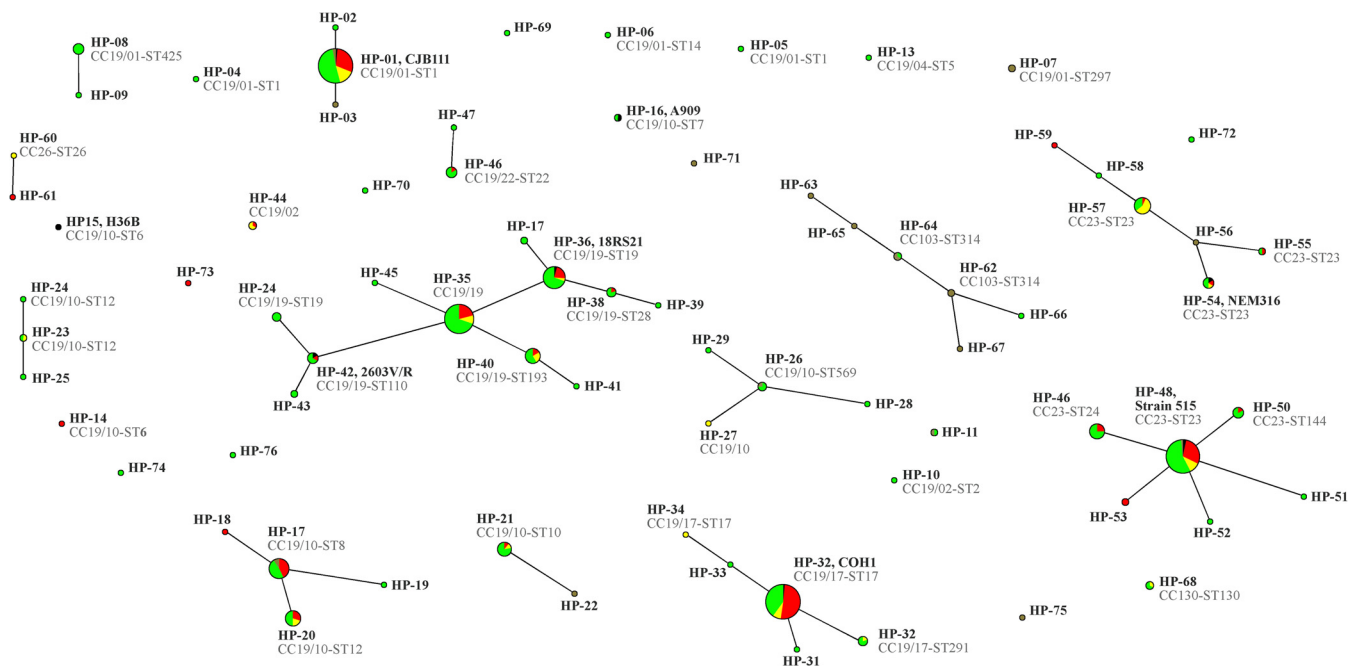 HP-02
HP-69
HP-06
CC19/01-ST14
HP-05
CC19/01-ST1
HP-13
CC19/04-ST5
HP-08
CC19/01-ST425
HP-01, CJB111
CC19/01-ST1
HP-07
CC19/01-ST297
HP-04
CC19/01-ST1
HP-09
HP-03
HP-47
HP-16, A909
CC19/10-ST7
HP-60
CC26-ST26
HP-59
HP-72
HP-46
CC19/22-ST22
HP-71
HP-58
HP-61
HP-70
HP-63
HP-44
CC19/02
HP-57
CC23-ST23
HP15, H36B
CC19/10-ST6
HP-17
HP-65
HP-64
CC103-ST314
HP-56
HP-55
CC23-ST23
HP-36, 18RS21
CC19/19-ST19
HP-73
HP-45
HP-35
CC19/19
HP-62
CC103-ST314
HP-24
CC19/10-ST12
HP-24
CC19/19-ST19
HP-38
CC19/19-ST28
HP-39
HP-54, NEM316
CC23-ST23
HP-66
HP-23
CC19/10-ST12
HP-67
HP-29
HP-26
CC19/10-ST569
HP-40
CC19/19-ST193
HP-42, 2603V/R
CC19/19-ST110
HP-25
HP-41
HP-43
HP-28
HP-46
CC23-ST24
HP-48,
Strain 515
CC23-ST23
HP-50
CC23-ST144
HP-14
CC19/10-ST6
HP-27
CC19/10
HP-11
HP-76
HP-74
HP-10
CC19/02-ST2
HP-51
HP-53
HP-52
HP-18
HP-17
CC19/10-ST8
HP-21
CC19/10-ST10
HP-34
CC19/17-ST17
HP-32, COH1
CC19/17-ST17
HP-33
HP-19
HP-22
HP-68
CC130-ST130
HP-75
HP-20
CC19/10-ST12
HP-32
CC19/17-ST291
HP-31